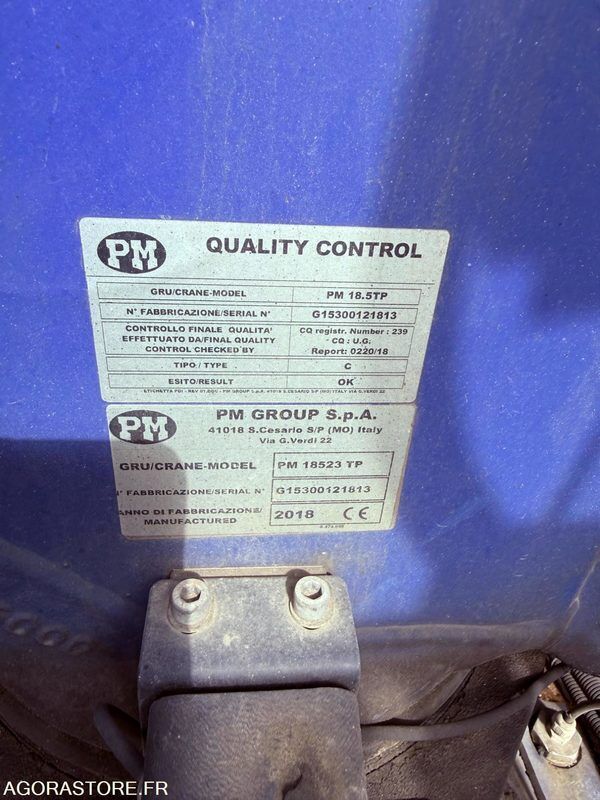 PM
QUALITY CONTROL
GRU/CRANE-MODEL PM 18.5TP
N° FABBRICAZIONE/SERIAL N° G15300121813
CONTROLLO FINALE QUALITA' CQ registr. Number : 239
EFFETTUATO DA/FINAL QUALITY CQ : U.G.
CONTROL CHECKED BY Report: 0220/18
TIPO / TYPE C
ESITO/RESULT OK
PM
PM GROUP S.p.A.
41018 S.Cesario S/P (MO) Italy
Via G.Verdi 22
GRU/CRANE-MODEL PM 18523 TP
N° FABBRICAZIONE/SERIAL N° G15300121813
ANNO DI FABBRICAZIONE/ 2018 CE
MANUFACTURED
AGORASTORE.FR